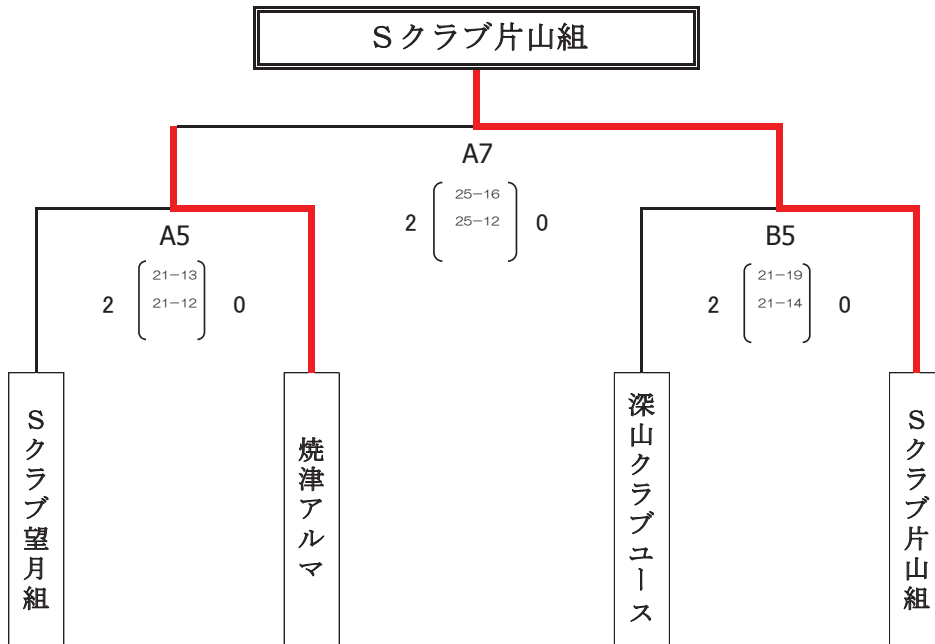 Sクラブ片山組
A7
25-16
2 25-12 0
A5
21-13
2 21-12 0
B5
21-19
2 21-14 0
Sクラブ望月組
焼津アルマ
深山クラブユース
Sクラブ片山組